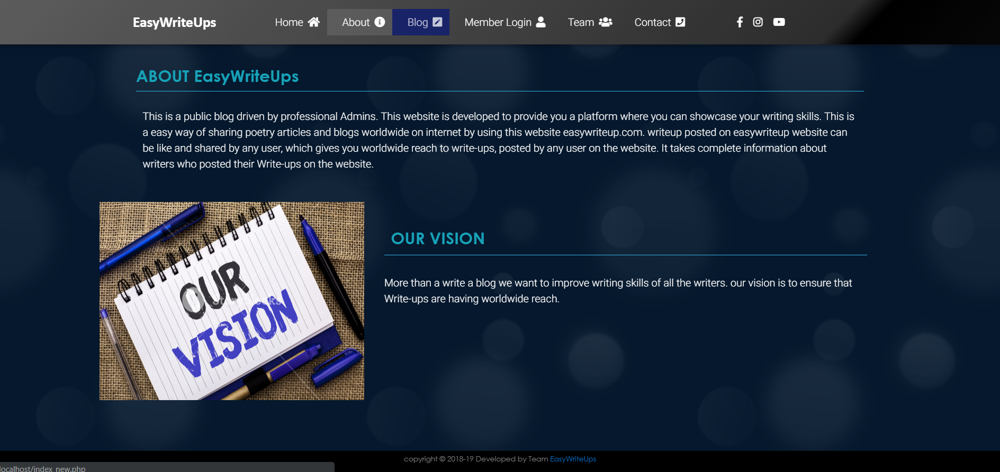 EasyWriteUps
Home
About
Blog
Member Login
Team
Contact
ABOUT EasyWriteUps
This is a public blog driven by professional Admins. This website is developed to provide you a platform where you can showcase your writing skills. This is
a easy way of sharing poetry articles and blogs worldwide on internet by using this website easywriteup.com. writeup posted on easywriteup website can
be like and shared by any user, which gives you worldwide reach to write-ups, posted by any user on the website. It takes complete information about
writers who posted their Write-ups on the website.
OUR
VISION
OUR VISION
More than a write a blog we want to improve writing skills of all the writers. our vision is to ensure that
Write-ups are having worldwide reach.
copyright © 2018-19 Developed by Team EasyWriteUps
localhost/index_new.php